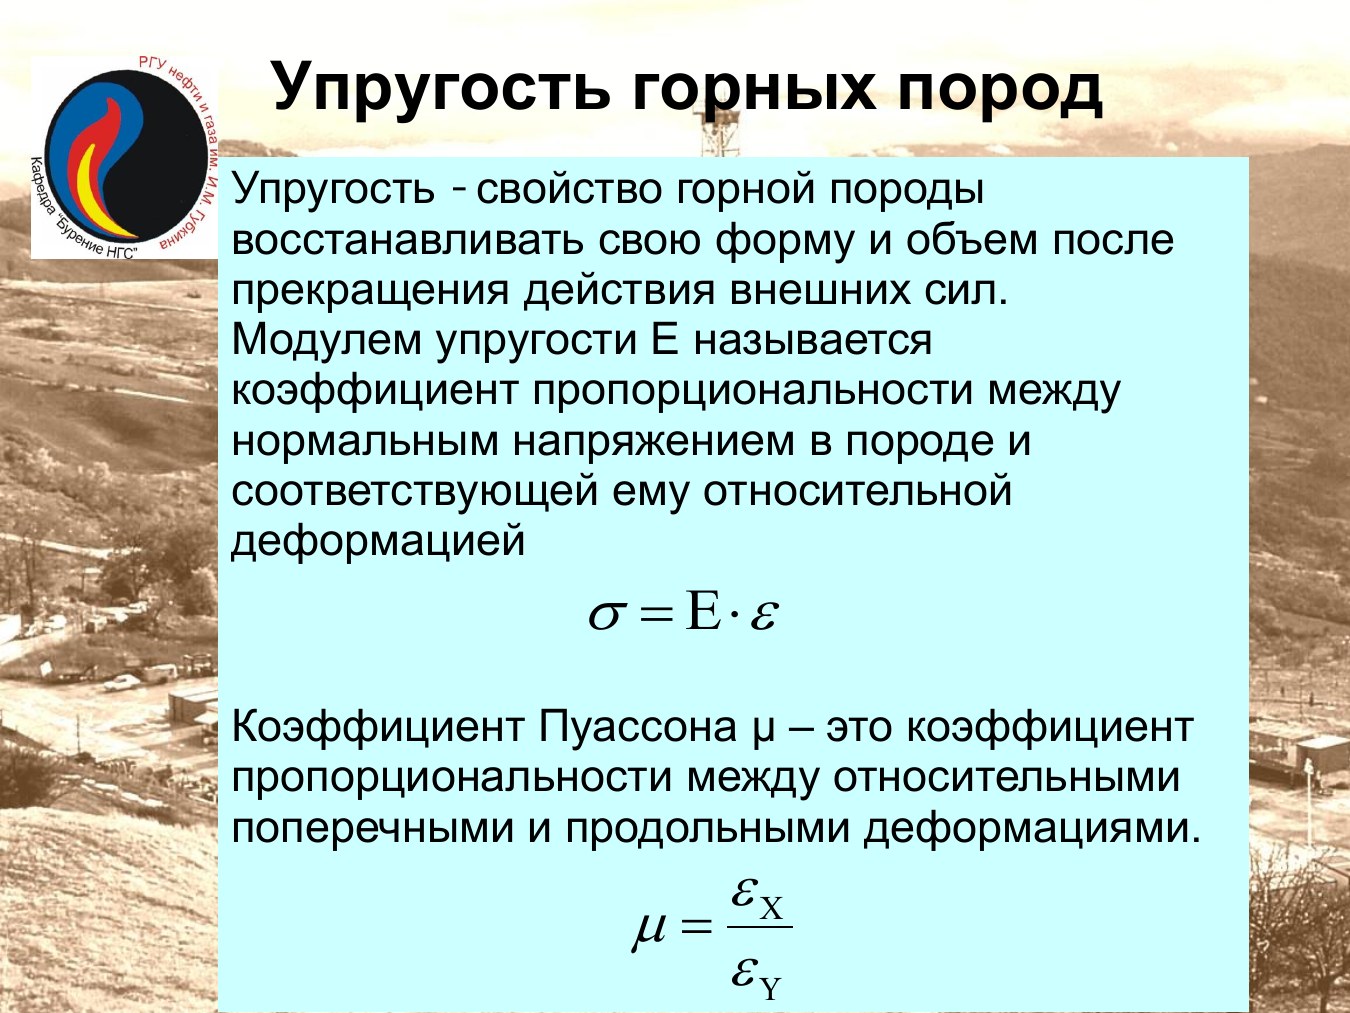 Упругость горных пород
РГУ нефти и газа им. И.М. Губкина
Кафедра "Бурение НГС"
Упругость - свойство горной породы
восстанавливать свою форму и объем после
прекращения действия внешних сил.
Модулем упругости Е называется
коэффициент пропорциональности между
нормальным напряжением в породе и
соответствующей ему относительной
деформацией
σ = E · ε
Коэффициент Пуассона μ – это коэффициент
пропорциональности между относительными
поперечными и продольными деформациями.
μ = ε_X / ε_Y